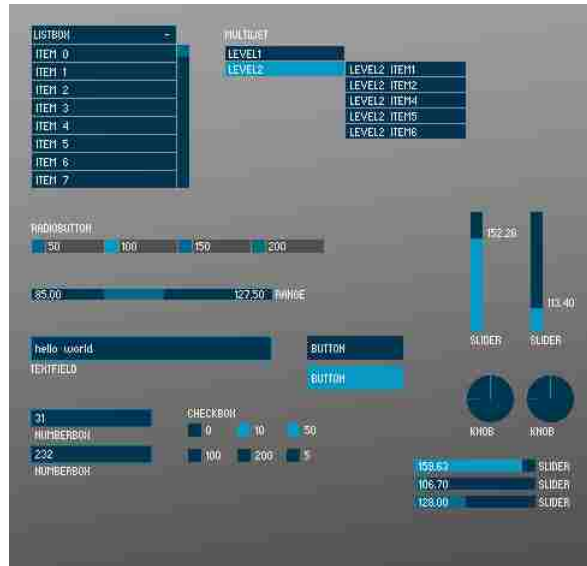 LISTBOX -
ITEM 0
ITEM 1
ITEM 2
ITEM 3
ITEM 4
ITEM 5
ITEM 6
ITEM 7
MULTILIST
LEVEL1
LEVEL2
LEVEL2 ITEM1
LEVEL2 ITEM2
LEVEL2 ITEM4
LEVEL2 ITEM5
LEVEL2 ITEM6
RADIOBUTTON
50 100 150 200
85.00 127.50 RANGE
hello world
TEXTFIELD
BUTTON
BUTTON
152.28
SLIDER
113.40
SLIDER
31
NUMBERBOX
232
NUMBERBOX
CHECKBOX
0 10 50
100 200 5
KNOB KNOB
159.63 SLIDER
106.70 SLIDER
128.00 SLIDER